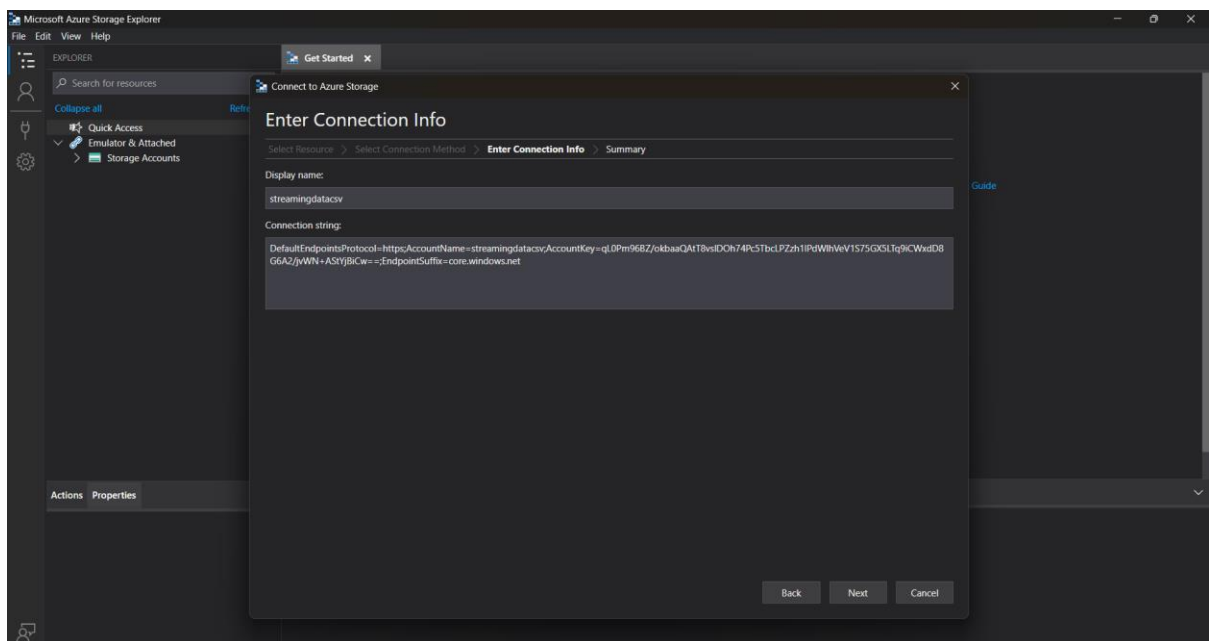 Microsoft Azure Storage Explorer
File Edit View Help
EXPLORER
Get Started
Search for resources
Collapse all
Quick Access
Emulator & Attached
Storage Accounts
Connect to Azure Storage
Enter Connection Info
Select Resource > Select Connection Method > Enter Connection Info > Summary
Display name:
streamingdatacsv
Connection string:
DefaultEndpointsProtocol=https;AccountName=streamingdatacsv;AccountKey=
;EndpointSuffix=core.windows.net
Guide
Actions Properties
Back Next Cancel